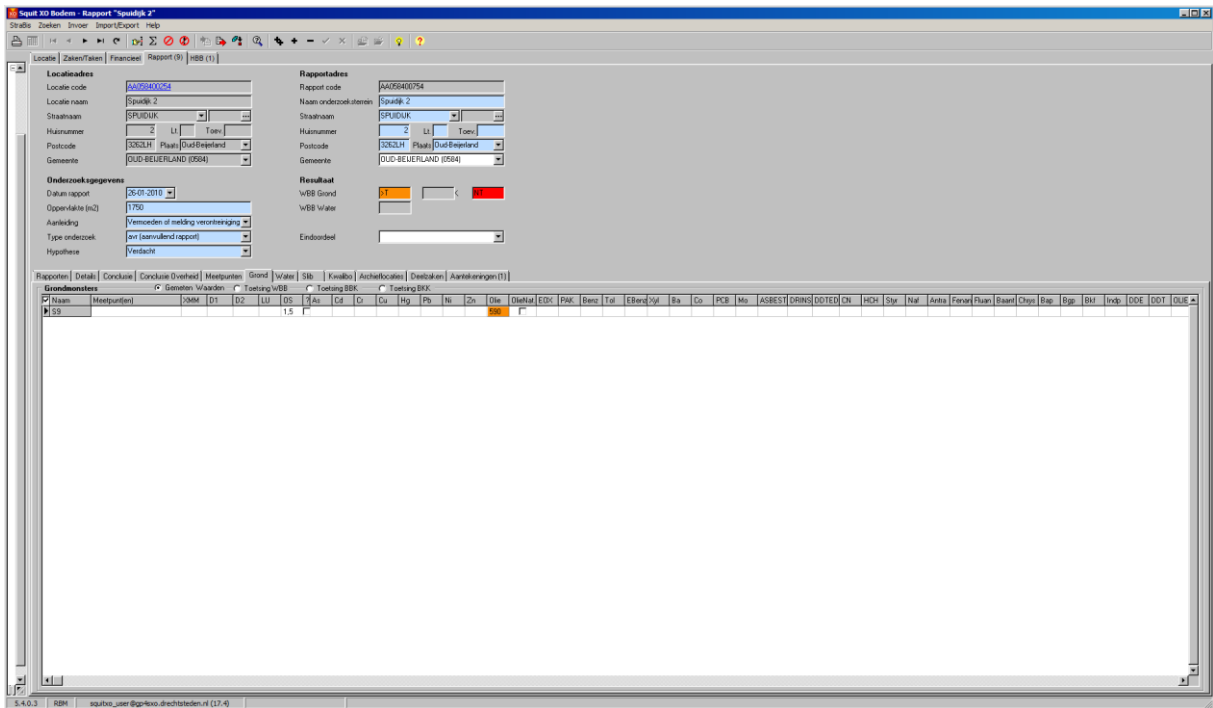 Squit XO Bodem - Rapport "Spuidijk 2"
StraBis Zoeken Invoer Import/Export Help
Locatie Zaken/Taken Financieel Rapport (9) HBB (1)
Locatieadres
Locatie code AA058400254
Locatie naam Spuidijk 2
Straatnaam SPUIDIJK ...
Huisnummer 2 Lt. Toev.
Postcode 3262LH Plaats Oud-Beijerland
Gemeente OUD-BEIJERLAND (0584)
Rapportadres
Rapport code AA058400754
Naam onderzoeksterrein Spuidijk 2
Straatnaam SPUIDIJK ...
Huisnummer 2 Lt. Toev.
Postcode 3262LH Plaats Oud-Beijerland
Gemeente OUD-BEIJERLAND (0584)
Onderzoeksgegevens
Datum rapport 26-01-2010
Oppervlakte (m2) 1750
Aanleiding Vermoeden of melding verontreiniging
Type onderzoek avr (aanvullend rapport)
Hypothese Verdacht
Resultaat
WBB Grond >T < NT
WBB Water
Eindoordeel
Rapporten Details Conclusie Conclusie Overheid Meetpunten Grond Water Slib Kwalibo Archieflocaties Deelzaken Aantekeningen (1)
Grondmonsters Gemeten Waarden Toetsing WBB Toetsing BBK Toetsing BKK
Naam Meetpunt(en) XMM D1 D2 LU OS ? As Cd Cr Cu Hg Pb Ni Zn Olie OlieNat EOX PAK Benz Tol EBenz Xyl Ba Co PCB Mo ASBEST DRINS DDTED CN HCH Styr Naf Antra Fenan Fluan Baant Chrys Bap Bgp Bkf Indp DDE DDT OLIE
S9 1,5 590
5.4.0.3 RBM squitxo_user@gp4sxo.drechtsteden.nl (17.4)